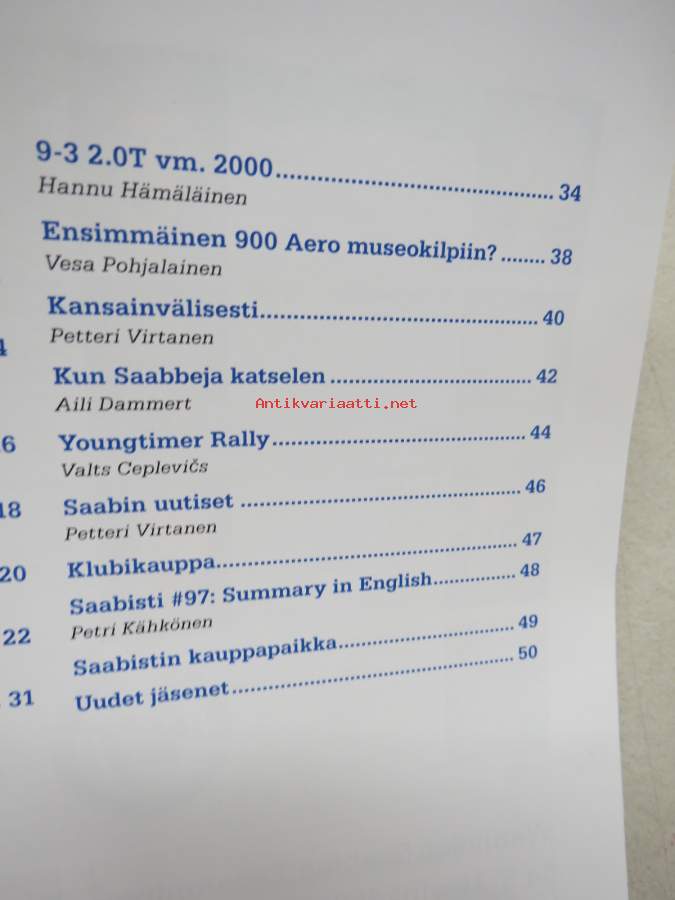 9-3 2.0T vm. 2000 ........ 34
Hannu Hämäläinen
Ensimmäinen 900 Aero museokilpiin? ........ 38
Vesa Pohjalainen
Kansainvälisesti ........ 40
Petteri Virtanen
Kun Saabbeja katselen ........ 42
Aili Dammert
Antikvariaatti.net
Youngtimer Rally ........ 44
Valts Ceplevičs
Saabin uutiset ........ 46
Petteri Virtanen
Klubikauppa ........ 47
Saabisti #97: Summary in English ........ 48
Petri Kähkönen
Saabistin kauppapaikka ........ 49
Uudet jäsenet ........ 50
4
6
18
20
22
31